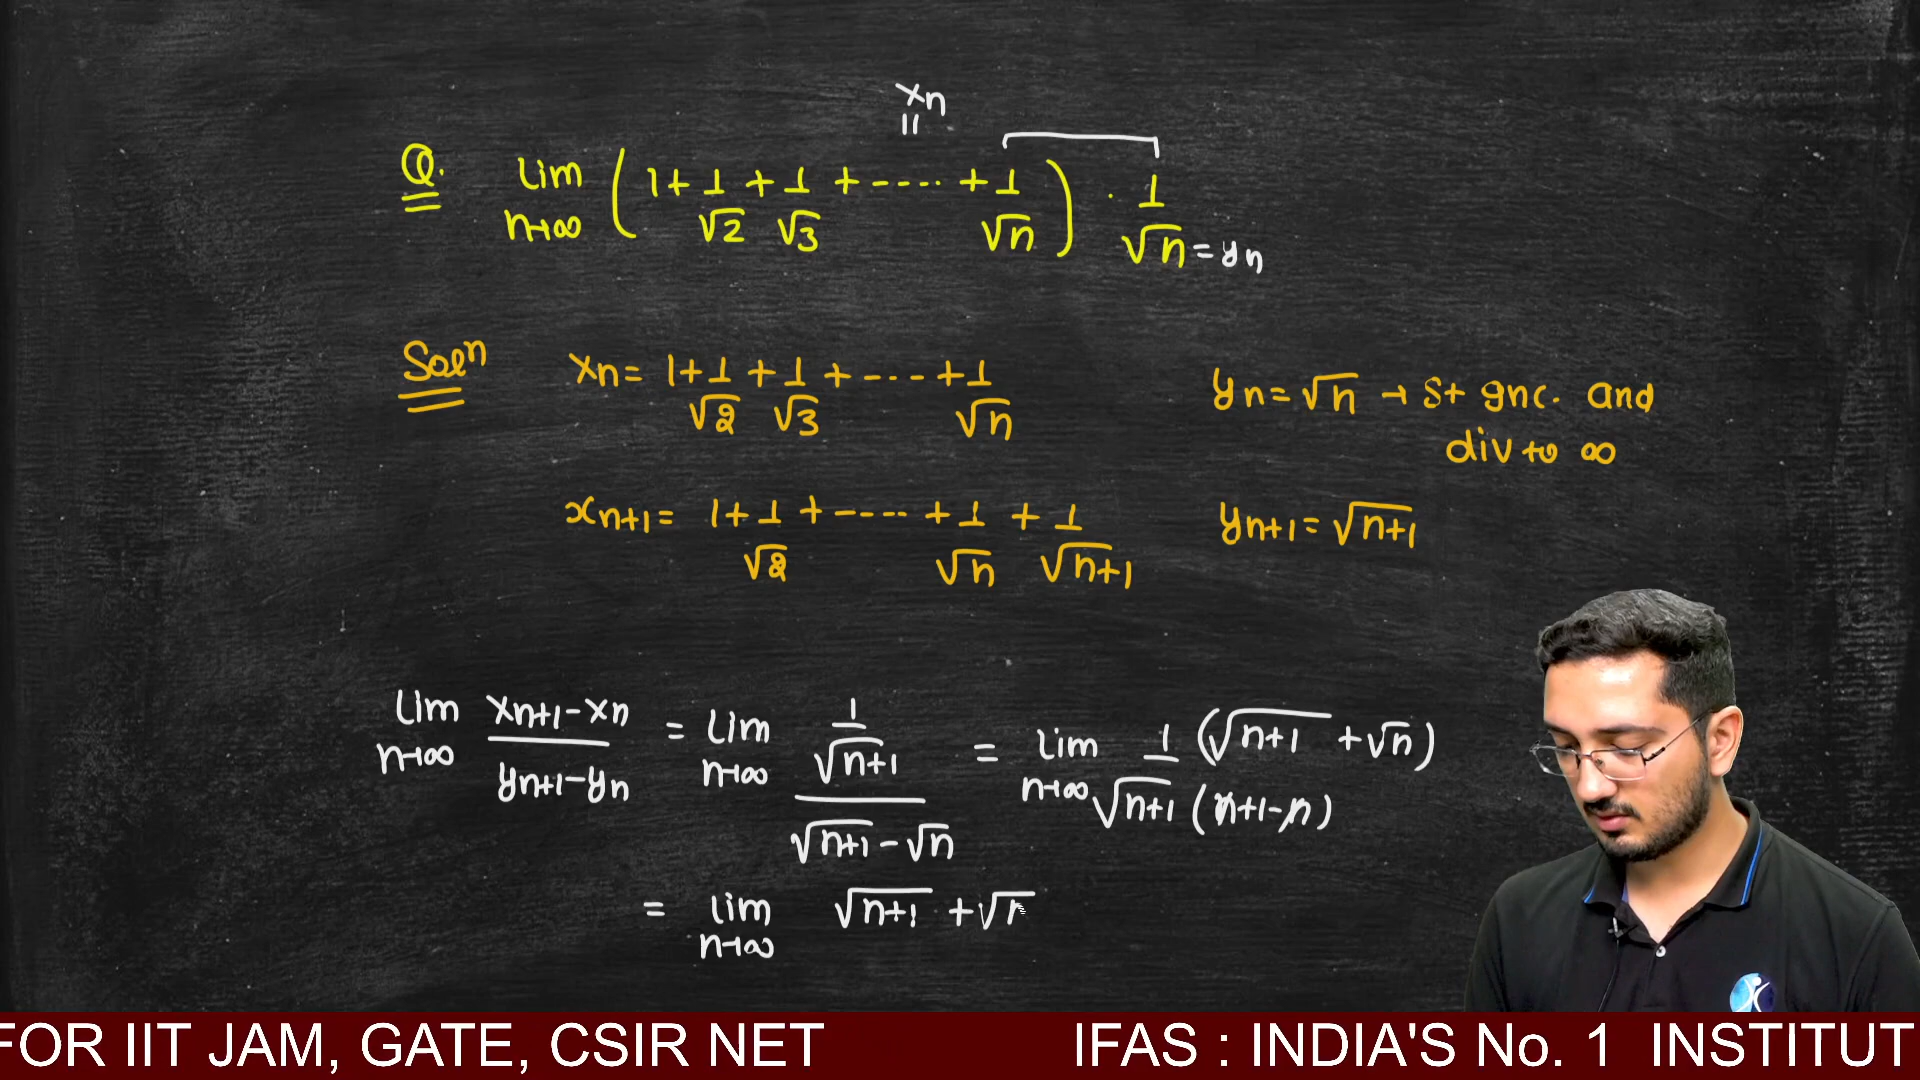 xn
||
Q. lim n→∞ ( 1 + 1/√2 + 1/√3 + ---- + 1/√n ) · 1/√n = yn
Solⁿ xn = 1 + 1/√2 + 1/√3 + ---- + 1/√n yn = √n → st gnc. and
div to ∞
xn+1 = 1 + 1/√2 + ---- + 1/√n + 1/√n+1 yn+1 = √n+1
lim n→∞ xn+1 - xn / yn+1 - yn = lim n→∞ 1/√n+1 / √n+1 - √n = lim n→∞ 1 (√n+1 + √n) / √n+1 (n+1-n)
= lim n→∞ √n+1 + √n
FOR IIT JAM, GATE, CSIR NET IFAS : INDIA'S No. 1 INSTITUT